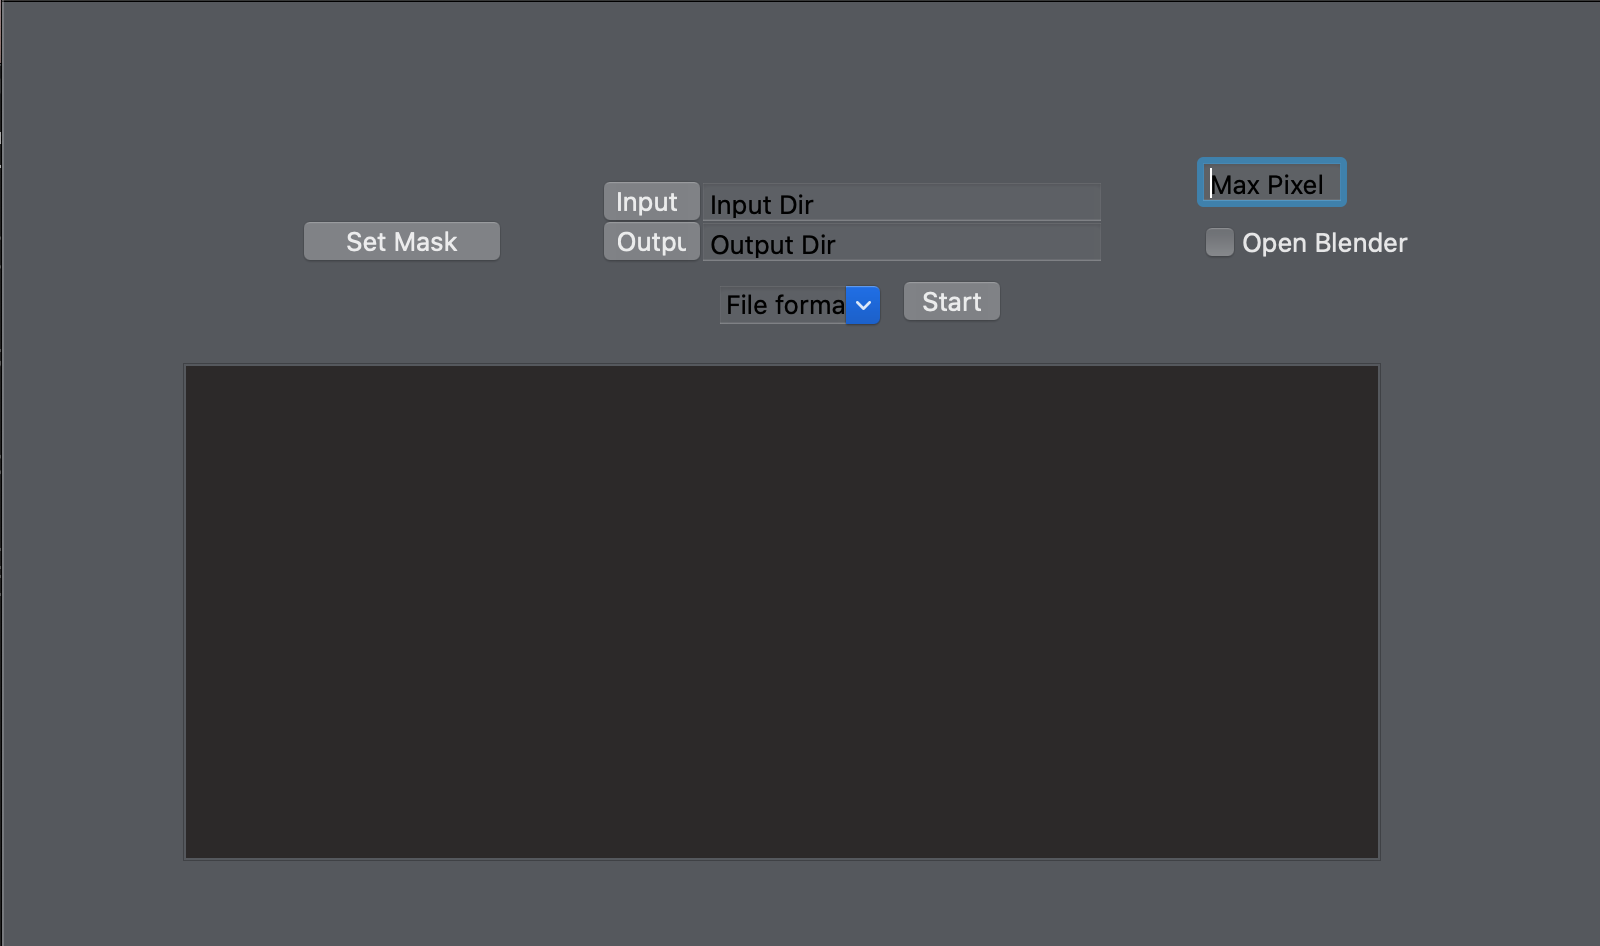 Max Pixel
Input
Input Dir
Set Mask
Outpu
Output Dir
Open Blender
File forma
Start